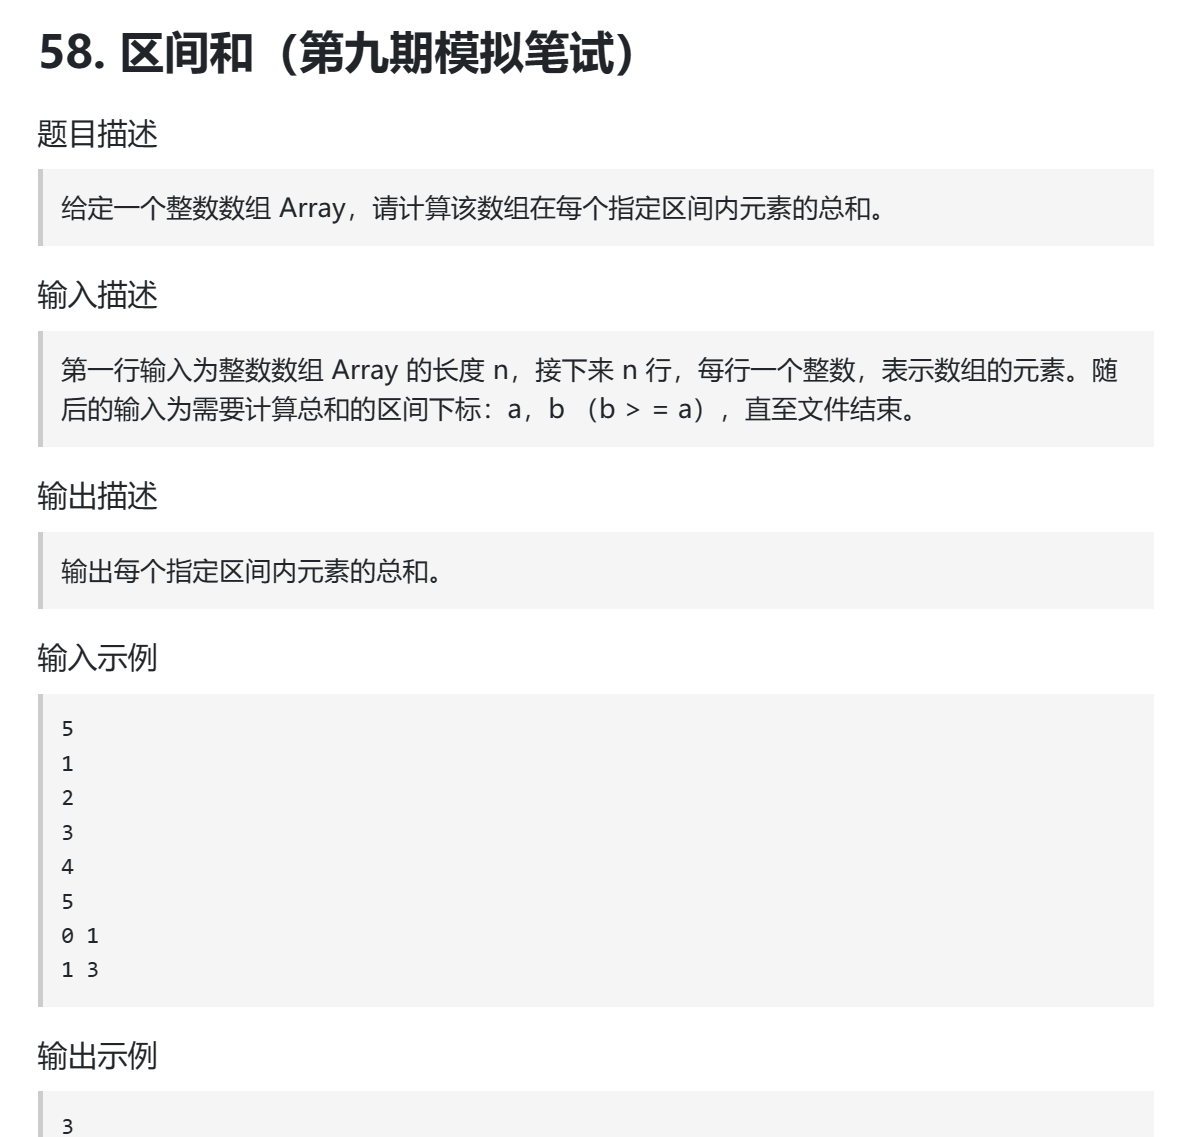 58. 区间和（第九期模拟笔试）
题目描述
给定一个整数数组 Array，请计算该数组在每个指定区间内元素的总和。
输入描述
第一行输入为整数数组 Array 的长度 n，接下来 n 行，每行一个整数，表示数组的元素。随
后的输入为需要计算总和的区间下标：a，b （b > = a），直至文件结束。
输出描述
输出每个指定区间内元素的总和。
输入示例
5
1
2
3
4
5
0 1
1 3
输出示例
3